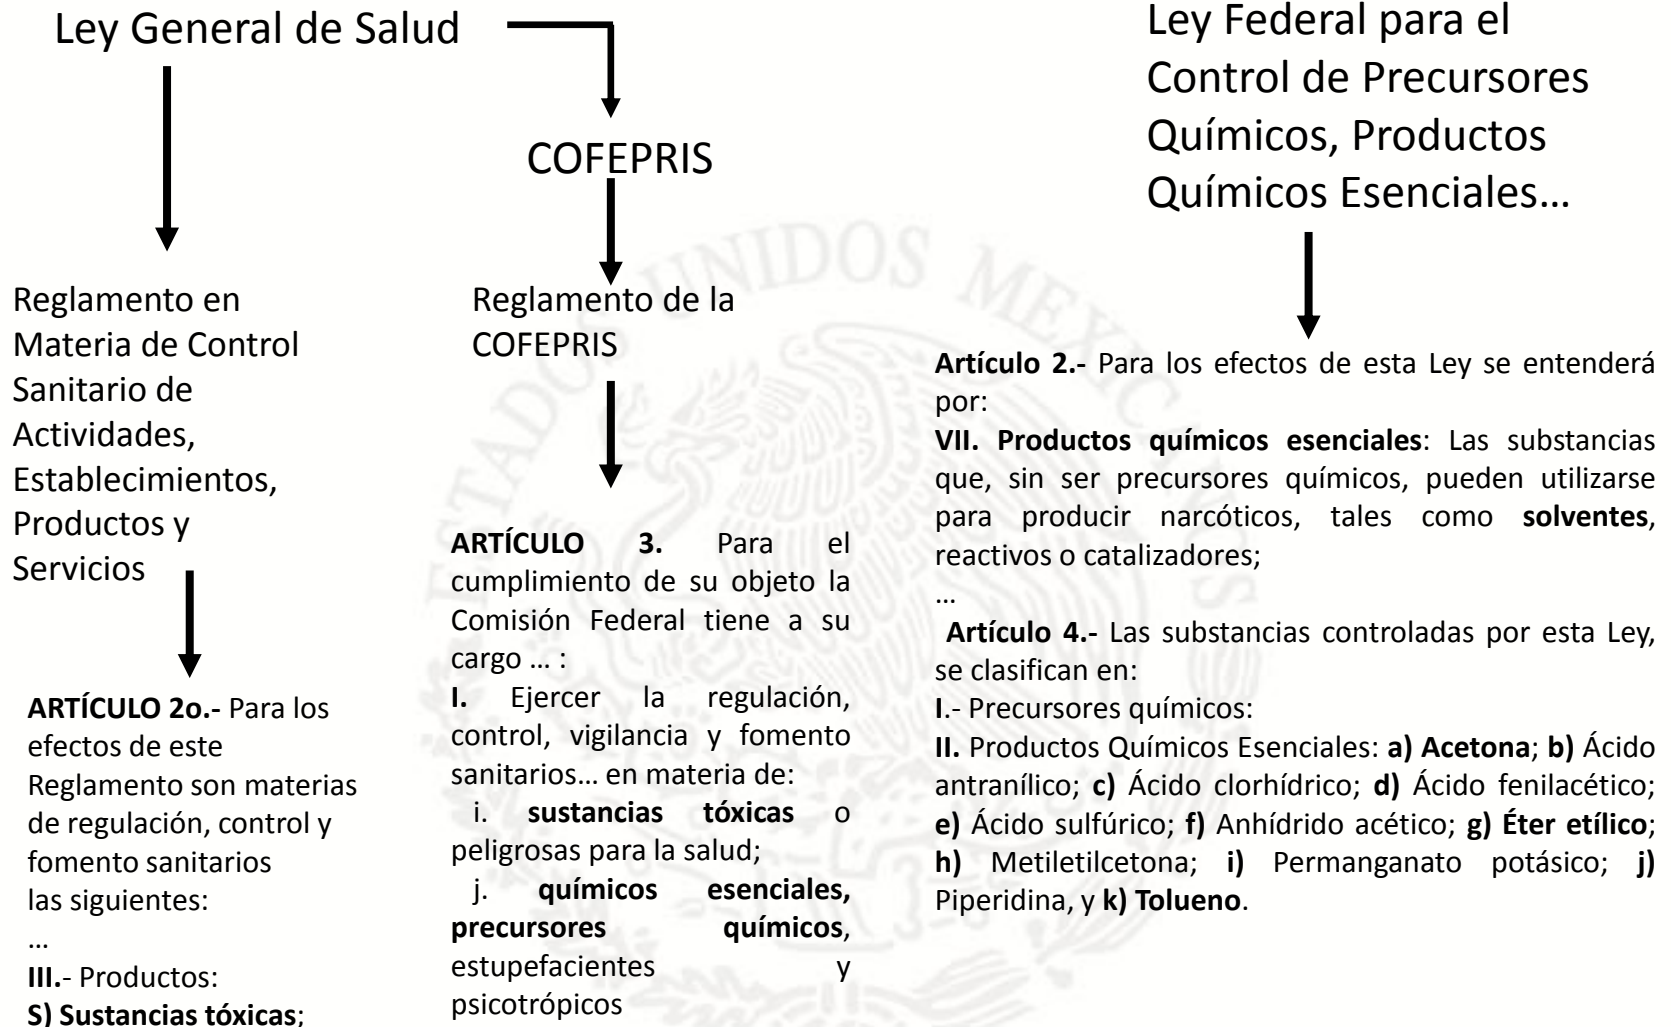 Ley General de Salud
COFEPRIS
Ley Federal para el
Control de Precursores
Químicos, Productos
Químicos Esenciales...
Reglamento en
Materia de Control
Sanitario de
Actividades,
Establecimientos,
Productos y
Servicios
ARTÍCULO 2o.- Para los
efectos de este
Reglamento son materias
de regulación, control y
fomento sanitarios
las siguientes:
...
III.- Productos:
S) Sustancias tóxicas;
Reglamento de la
COFEPRIS
ARTÍCULO 3. Para el
cumplimiento de su objeto la
Comisión Federal tiene a su
cargo ... :
I. Ejercer la regulación,
control, vigilancia y fomento
sanitarios... en materia de:
i. sustancias tóxicas o
peligrosas para la salud;
j. químicos esenciales,
precursores químicos,
estupefacientes y
psicotrópicos
Artículo 2.- Para los efectos de esta Ley se entenderá
por:
VII. Productos químicos esenciales: Las substancias
que, sin ser precursores químicos, pueden utilizarse
para producir narcóticos, tales como solventes,
reactivos o catalizadores;
...
Artículo 4.- Las substancias controladas por esta Ley,
se clasifican en:
I.- Precursores químicos:
II. Productos Químicos Esenciales: a) Acetona; b) Ácido
antranílico; c) Ácido clorhídrico; d) Ácido fenilacético;
e) Ácido sulfúrico; f) Anhídrido acético; g) Éter etílico;
h) Metiletilcetona; i) Permanganato potásico; j)
Piperidina, y k) Tolueno.
ESTADOS UNIDOS MEXICANOS